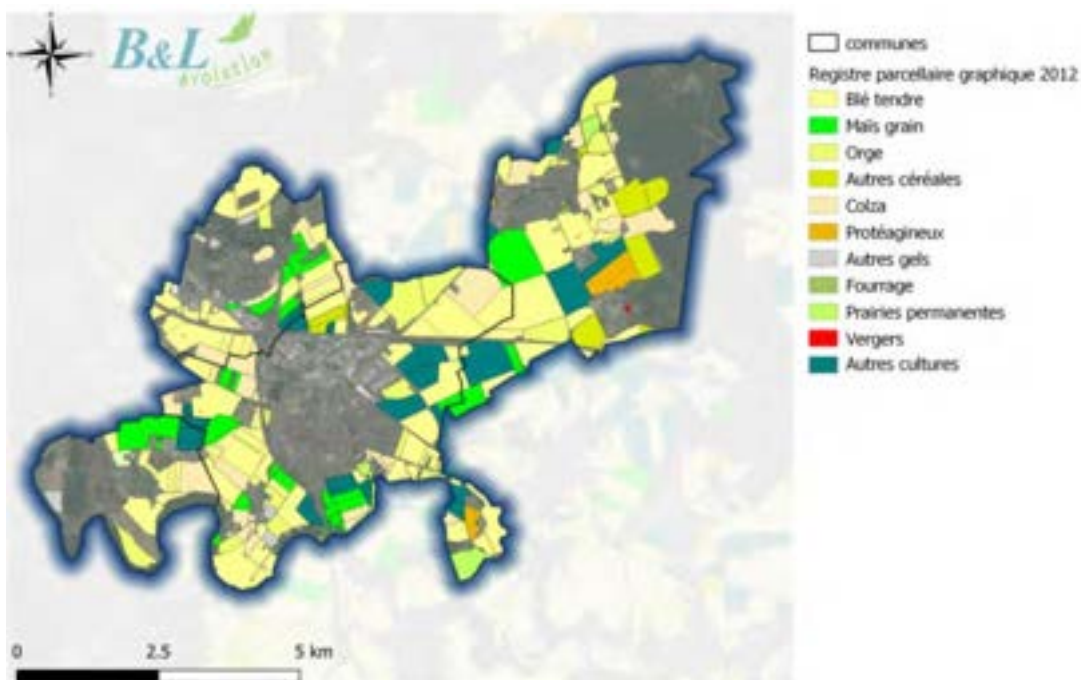 B&L
évolution
communes
Registre parcellaire graphique 2012
Blé tendre
Maïs grain
Orge
Autres céréales
Colza
Protéagineux
Autres gels
Fourrage
Prairies permanentes
Vergers
Autres cultures
0 2.5 5 km